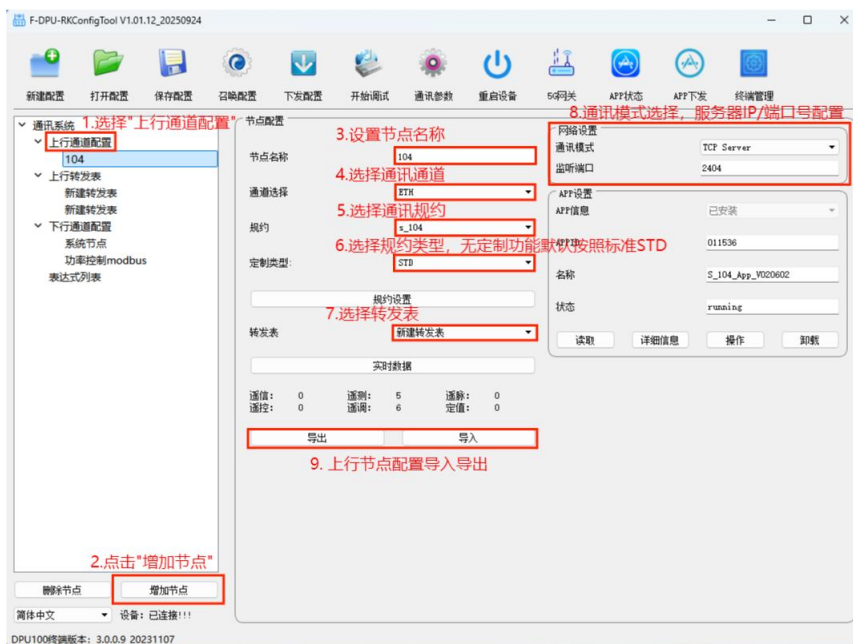 F-DPU-RKConfigTool V1.01.12_20250924
新建配置 打开配置 保存配置 召唤配置 下发配置 开始调试 通讯参数 重启设备 5G网关 APP状态 APP下发 终端管理
1.选择"上行通道配置"
8.通讯模式选择，服务器IP/端口号配置
通讯系统
上行通道配置
104
上行转发表
新建转发表
新建转发表
下行通道配置
系统节点
功率控制modbus
表达式列表
2.点击"增加节点"
删除节点 增加节点
简体中文 设备: 已连接!!!
DPU100终端版本: 3.0.0.9 20231107
节点配置
3.设置节点名称
节点名称 104
4.选择通讯通道
通道选择 ETH
5.选择通讯规约
规约 s_104
6.选择规约类型，无定制功能默认按照标准STD
定制类型: STD
规约设置
7.选择转发表
转发表 新建转发表
实时数据
遥信: 0 遥测: 5 遥脉: 0
遥控: 0 遥调: 6 定值: 0
导出 导入
9. 上行节点配置导入导出
网络设置
通讯模式 TCP Server
监听端口 2404
APP设置
APP信息 已安装
APPID 011536
名称 S_104_App_V020602
状态 running
读取 详细信息 操作 卸载